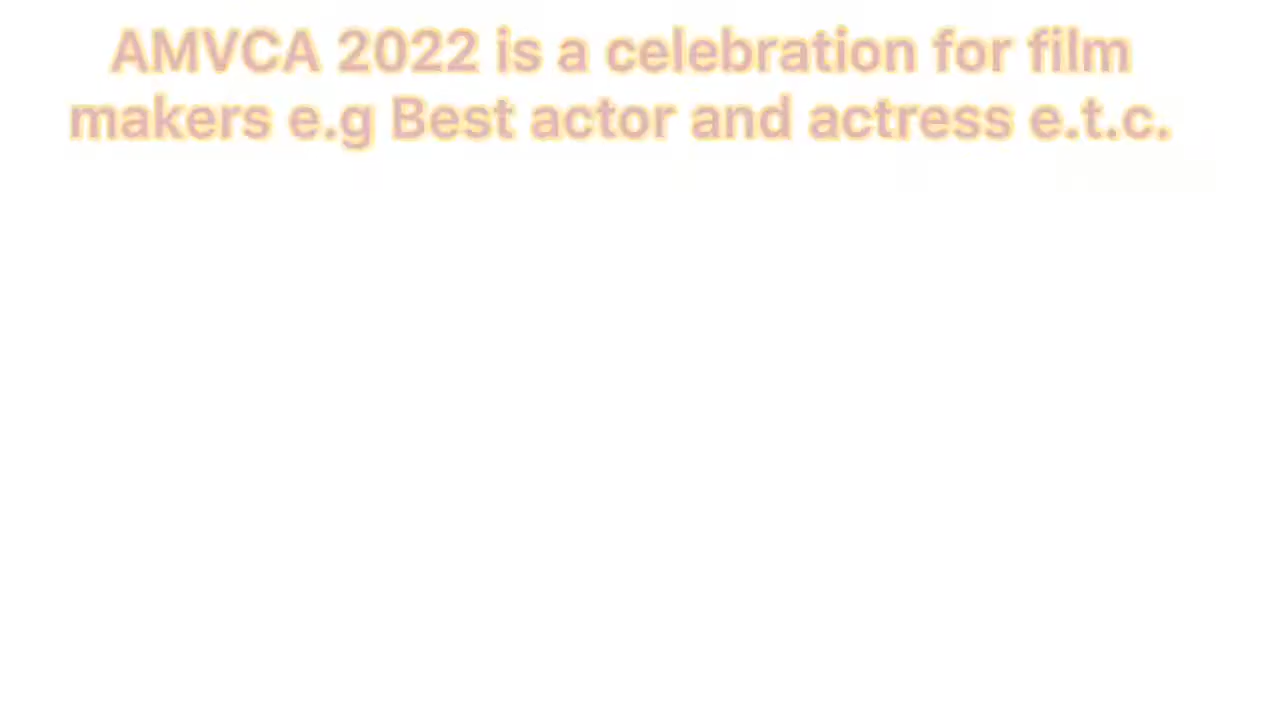 AMVCA 2022 is a celebration for film
makers e.g Best actor and actress e.t.c.